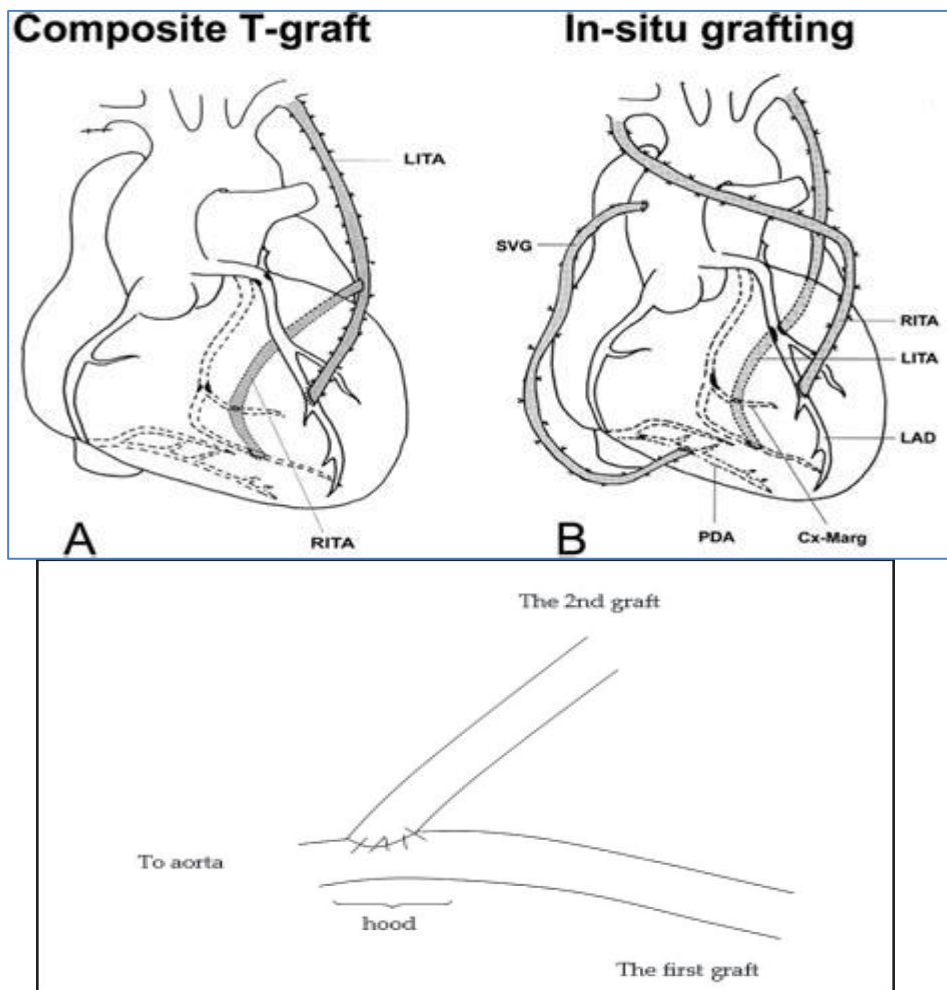 Composite T-graft
In-situ grafting
LITA
SVG
RITA
LITA
LAD
A
RITA
B
PDA
Cx-Marg
The 2nd graft
To aorta
hood
The first graft